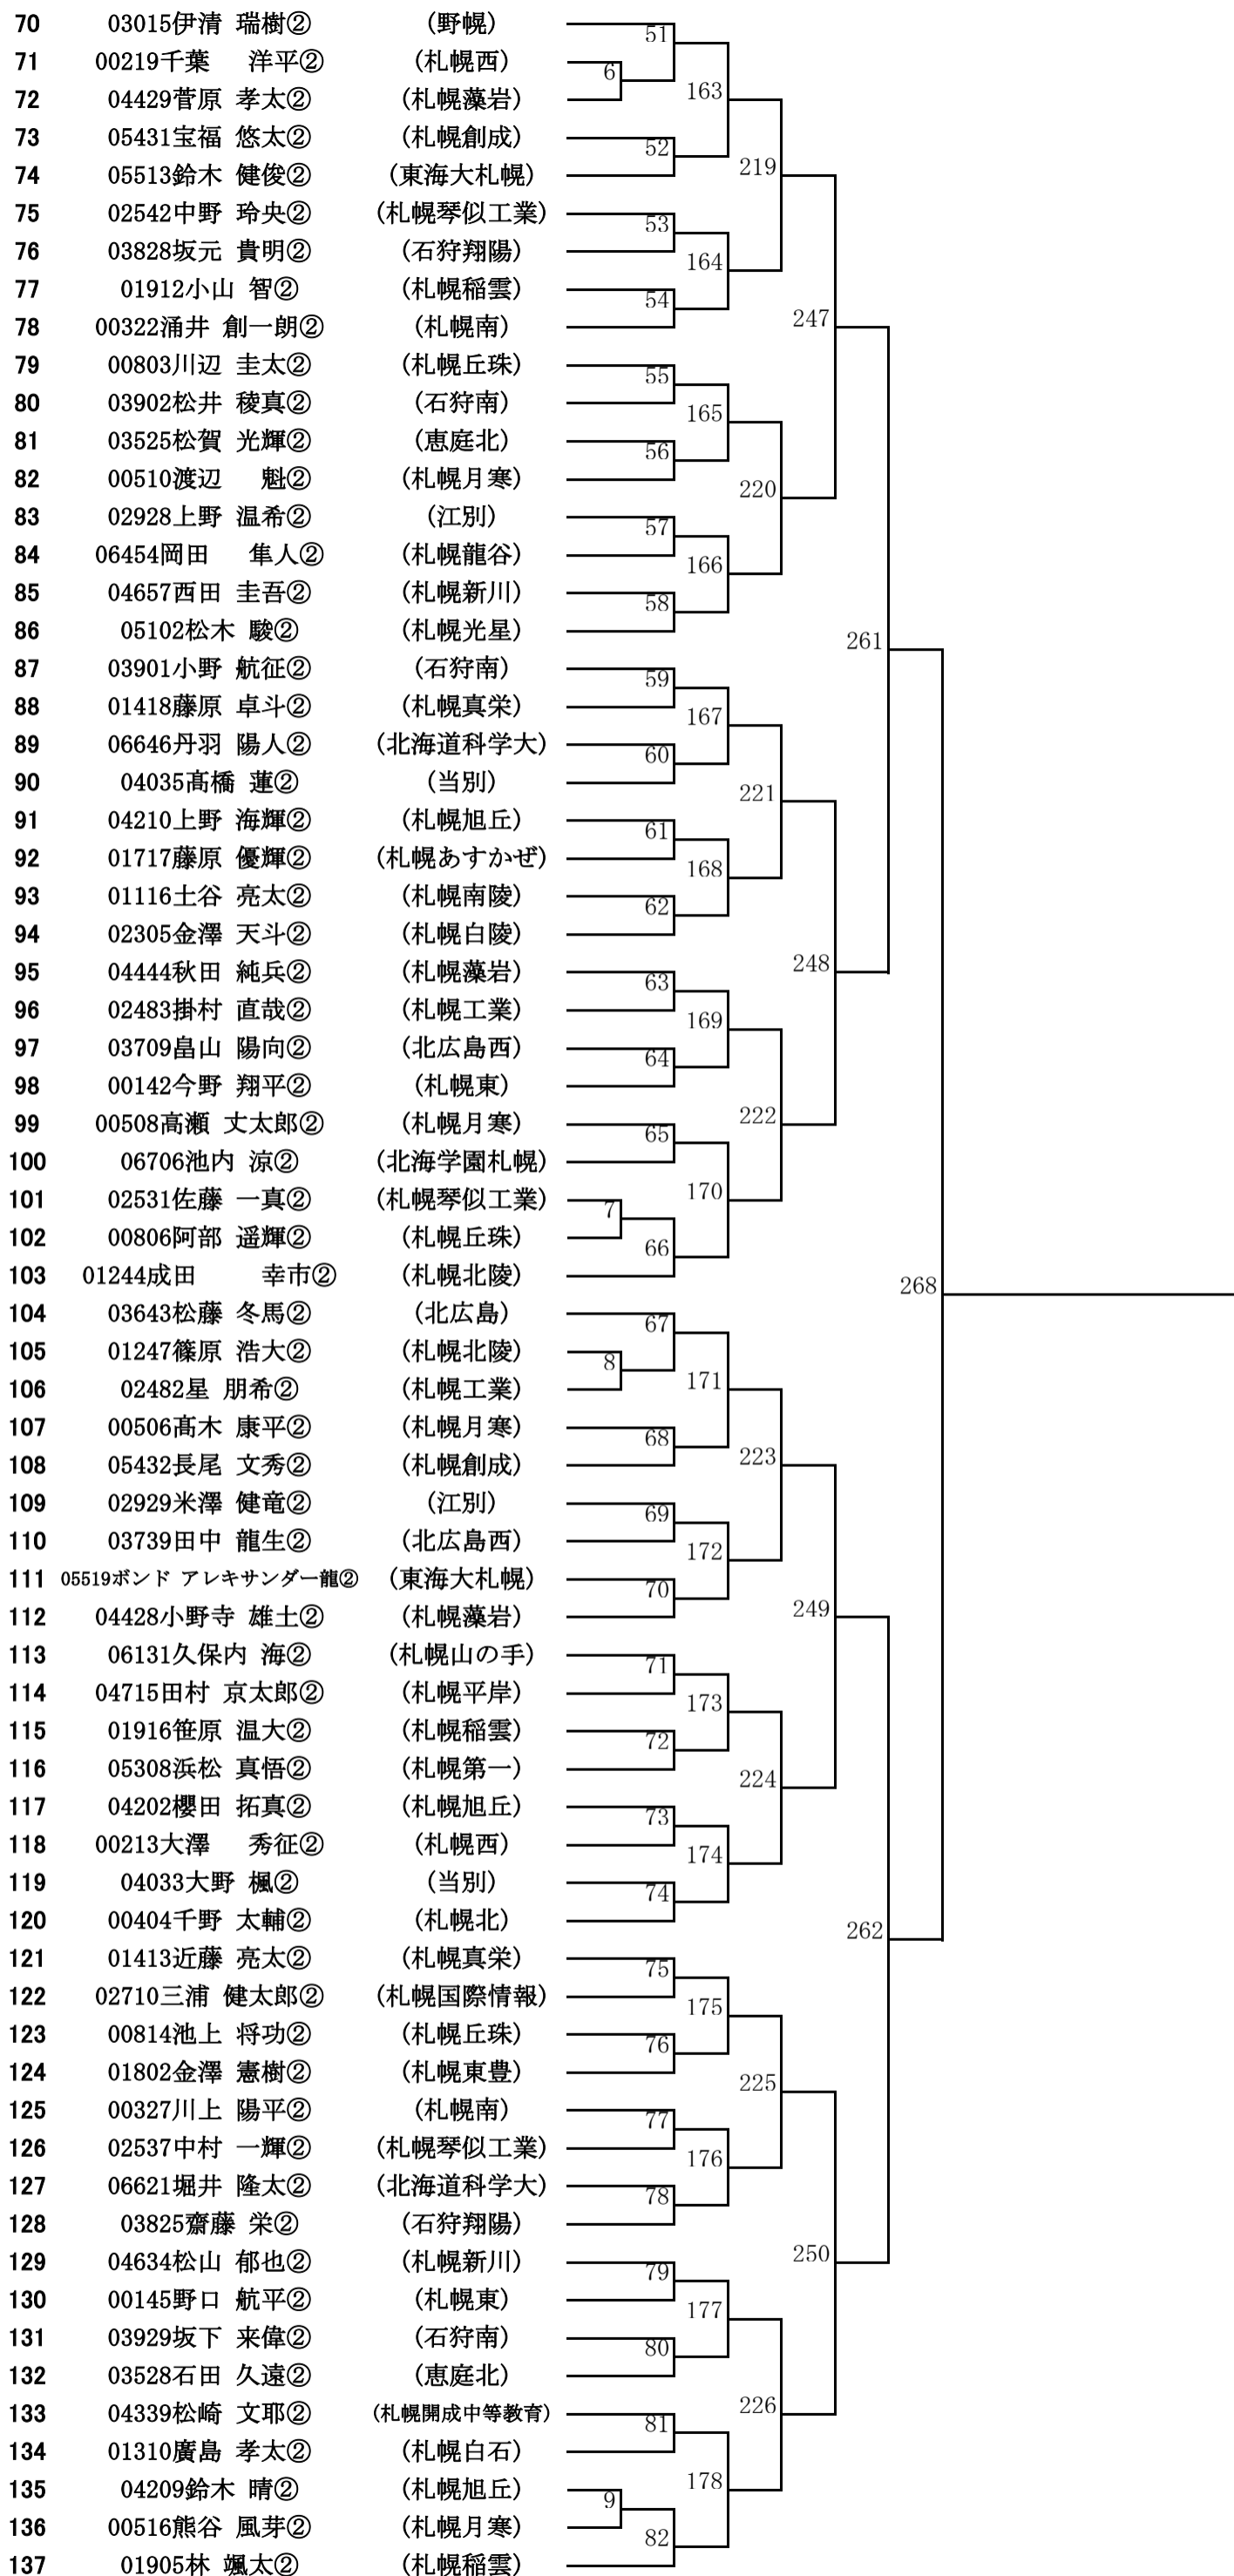 70 03015伊清 瑞樹② (野幌)
51
71 00219千葉 洋平② (札幌西)
6
72 04429菅原 孝太② (札幌藻岩)
163
73 05431宝福 悠太② (札幌創成)
52
74 05513鈴木 健俊② (東海大札幌)
219
75 02542中野 玲央② (札幌琴似工業)
53
76 03828坂元 貴明② (石狩翔陽)
164
77 01912小山 智② (札幌稲雲)
54
78 00322涌井 創一朗② (札幌南)
247
79 00803川辺 圭太② (札幌丘珠)
55
80 03902松井 稜真② (石狩南)
165
81 03525松賀 光輝② (恵庭北)
56
82 00510渡辺 魁② (札幌月寒)
220
83 02928上野 温希② (江別)
57
84 06454岡田 隼人② (札幌龍谷)
166
85 04657西田 圭吾② (札幌新川)
58
86 05102松木 駿② (札幌光星)
261
87 03901小野 航征② (石狩南)
59
88 01418藤原 卓斗② (札幌真栄)
167
89 06646丹羽 陽人② (北海道科学大)
60
90 04035髙橋 蓮② (当別)
221
91 04210上野 海輝② (札幌旭丘)
61
92 01717藤原 優輝② (札幌あすかぜ)
168
93 01116土谷 亮太② (札幌南陵)
62
94 02305金澤 天斗② (札幌白陵)
248
95 04444秋田 純兵② (札幌藻岩)
63
96 02483掛村 直哉② (札幌工業)
169
97 03709畠山 陽向② (北広島西)
64
98 00142今野 翔平② (札幌東)
222
99 00508高瀬 丈太郎② (札幌月寒)
65
100 06706池内 涼② (北海学園札幌)
170
101 02531佐藤 一真② (札幌琴似工業)
7
102 00806阿部 遥輝② (札幌丘珠)
66
103 01244成田 幸市② (札幌北陵)
268
104 03643松藤 冬馬② (北広島)
67
105 01247篠原 浩大② (札幌北陵)
8
106 02482星 朋希② (札幌工業)
171
107 00506髙木 康平② (札幌月寒)
68
108 05432長尾 文秀② (札幌創成)
223
109 02929米澤 健竜② (江別)
69
110 03739田中 龍生② (北広島西)
172
111 05519ボンド アレキサンダー龍② (東海大札幌)
70
112 04428小野寺 雄士② (札幌藻岩)
249
113 06131久保内 海② (札幌山の手)
71
114 04715田村 京太郎② (札幌平岸)
173
115 01916笹原 温大② (札幌稲雲)
72
116 05308浜松 真悟② (札幌第一)
224
117 04202櫻田 拓真② (札幌旭丘)
73
118 00213大澤 秀征② (札幌西)
174
119 04033大野 楓② (当別)
74
120 00404千野 太輔② (札幌北)
262
121 01413近藤 亮太② (札幌真栄)
75
122 02710三浦 健太郎② (札幌国際情報)
175
123 00814池上 将功② (札幌丘珠)
76
124 01802金澤 憲樹② (札幌東豊)
225
125 00327川上 陽平② (札幌南)
77
126 02537中村 一輝② (札幌琴似工業)
176
127 06621堀井 隆太② (北海道科学大)
78
128 03825齋藤 栄② (石狩翔陽)
250
129 04634松山 郁也② (札幌新川)
79
130 00145野口 航平② (札幌東)
177
131 03929坂下 来偉② (石狩南)
80
132 03528石田 久遠② (恵庭北)
226
133 04339松崎 文耶② (札幌開成中等教育)
81
134 01310廣島 孝太② (札幌白石)
178
135 04209鈴木 晴② (札幌旭丘)
9
136 00516熊谷 風芽② (札幌月寒)
82
137 01905林 颯太② (札幌稲雲)